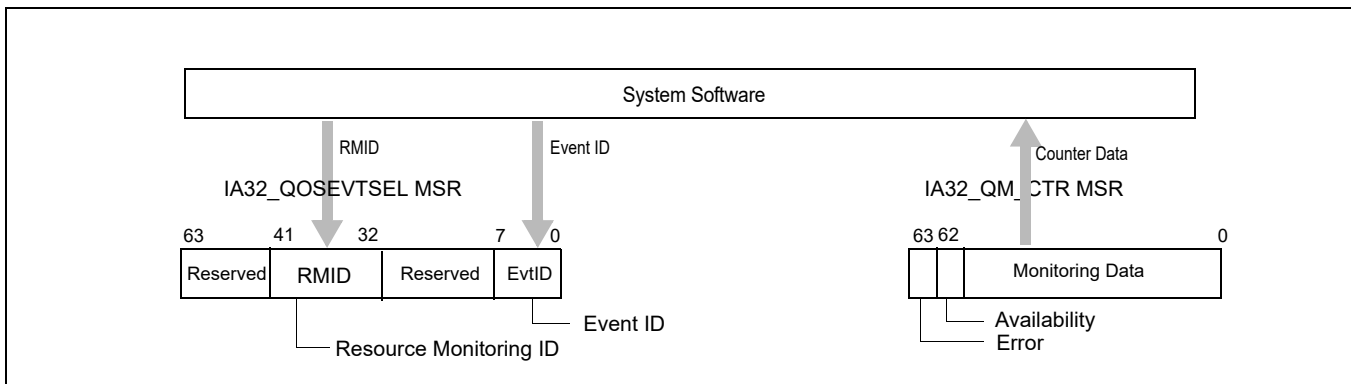 System Software
RMID
Event ID
Counter Data
IA32_QOSEVTSEL MSR
IA32_QM_CTR MSR
63 41 32 7 0
63 62 0
Reserved RMID Reserved EvtID
Monitoring Data
Event ID
Resource Monitoring ID
Availability
Error